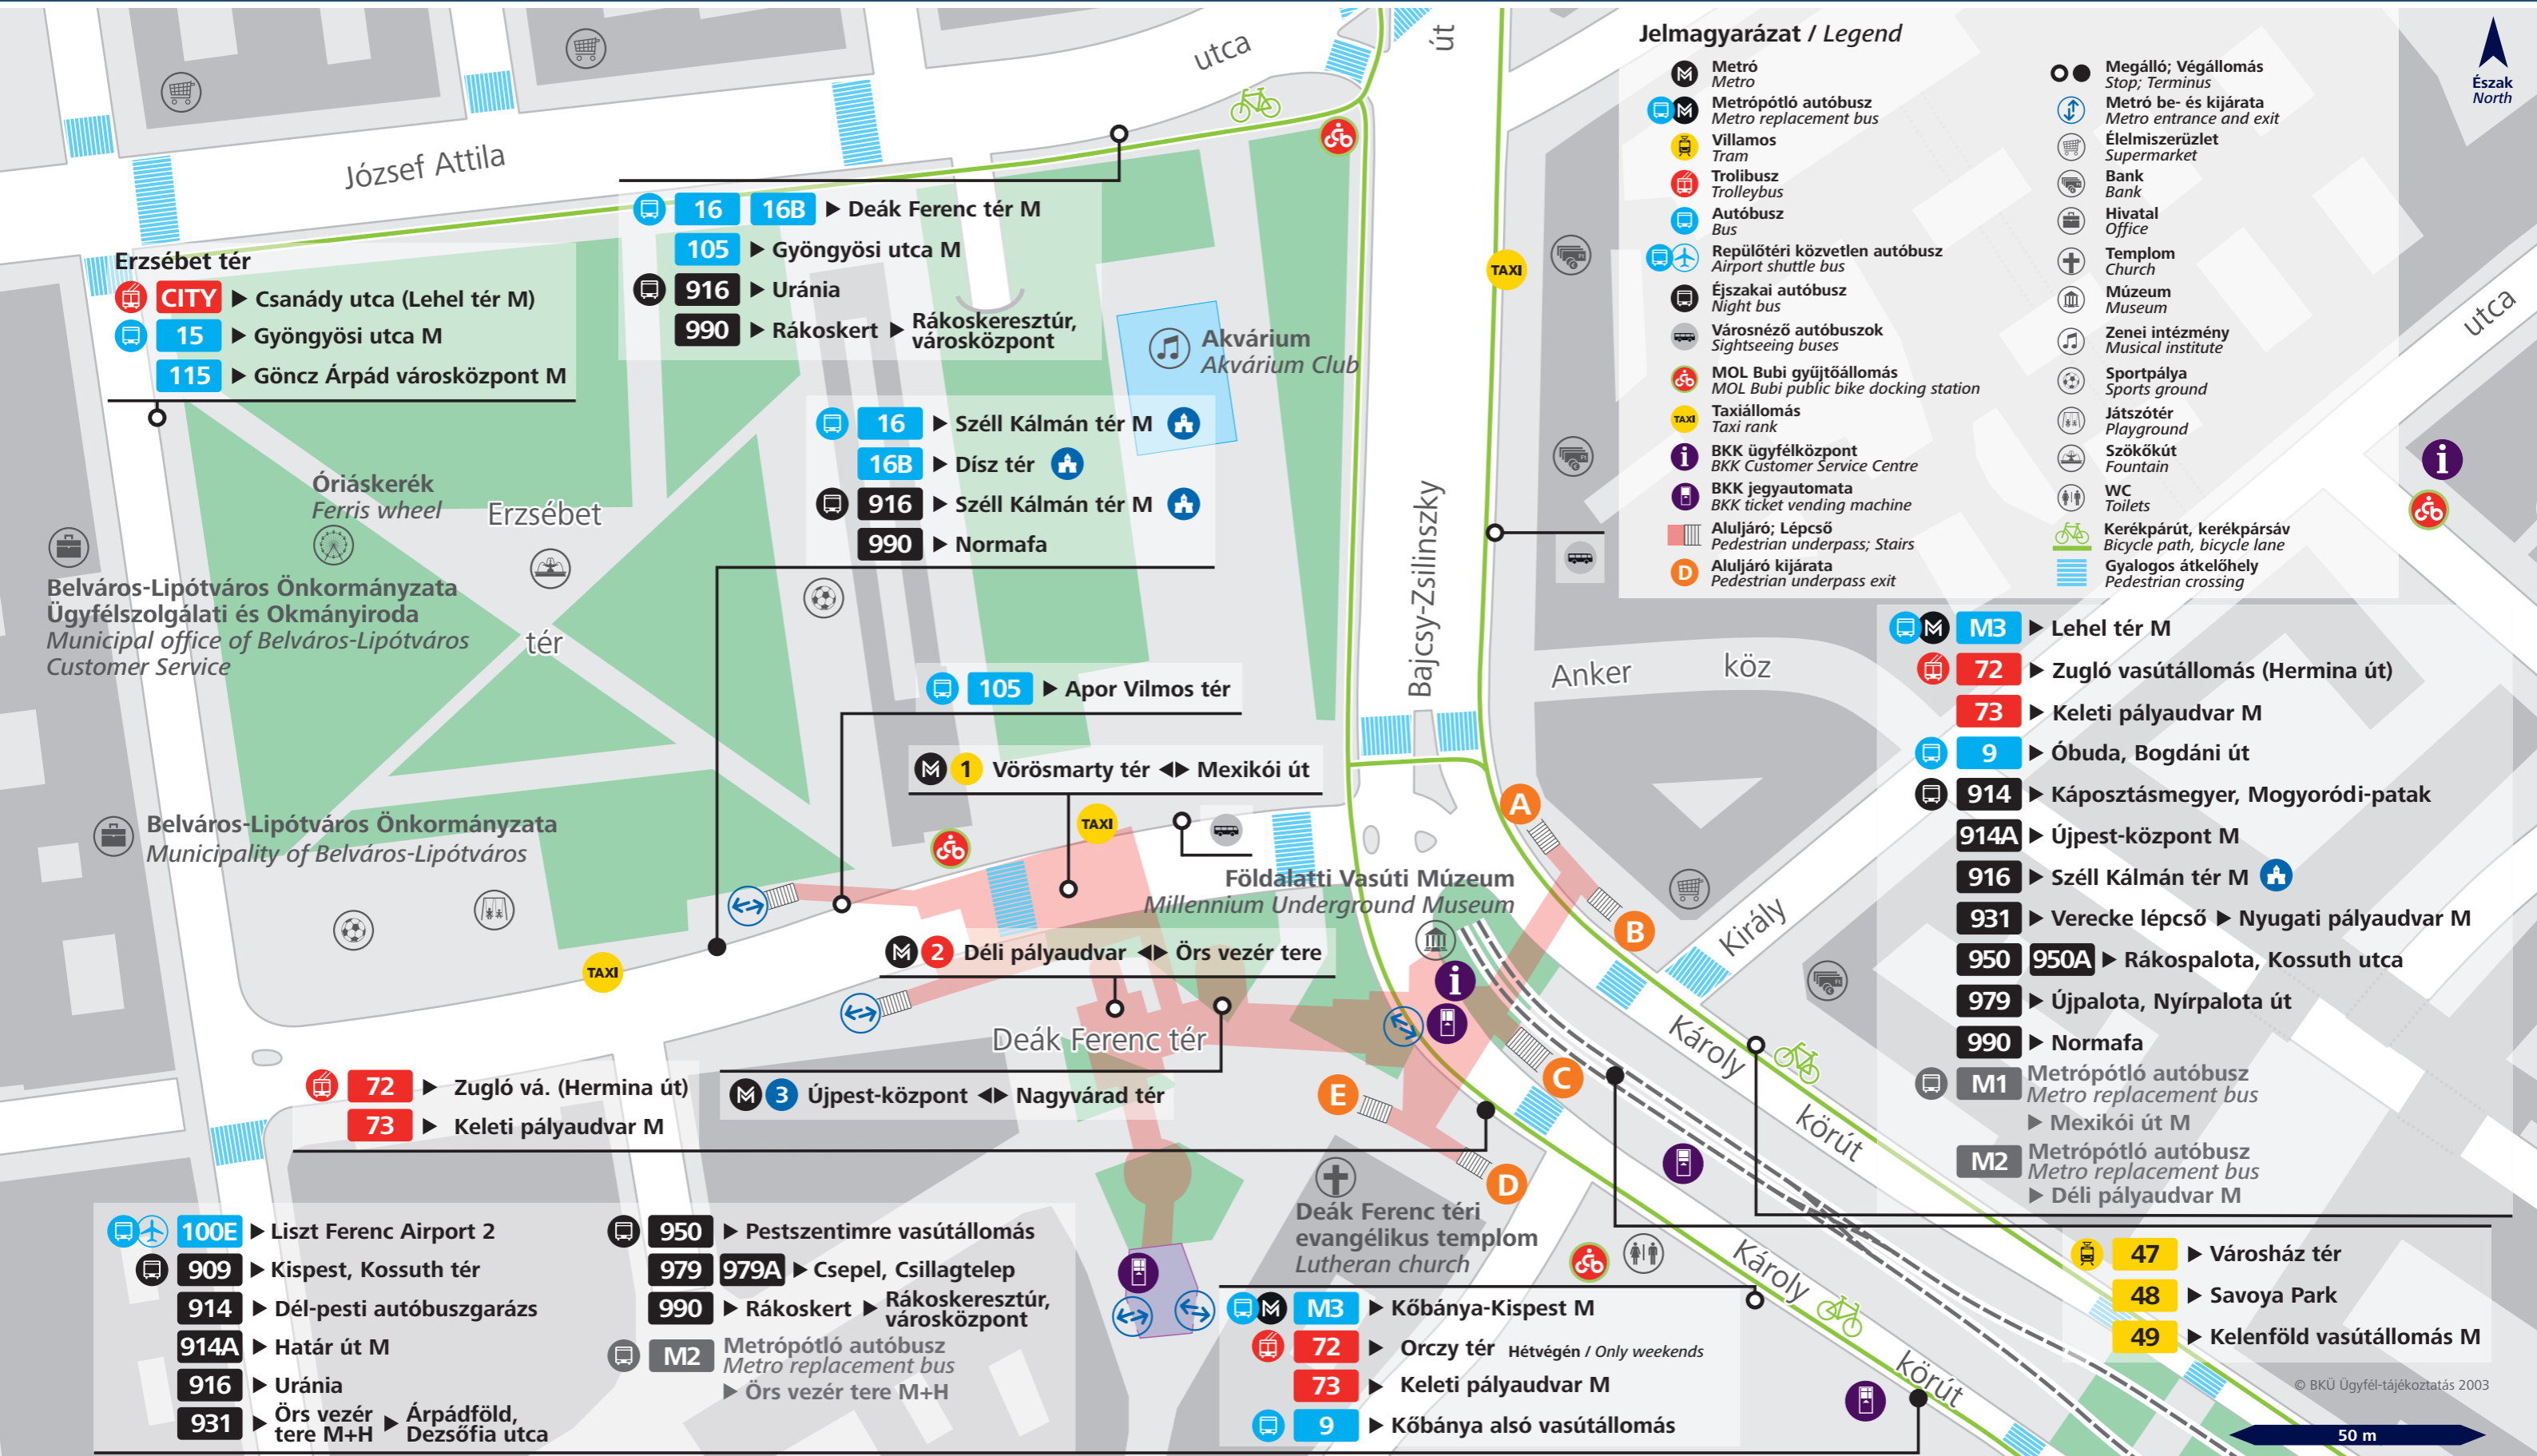 utca
út
József Attila
Erzsébet tér
CITY Csanády utca (Lehel tér M)
15 Gyöngyösi utca M
115 Göncz Árpád városközpont M
16 16B Deák Ferenc tér M
105 Gyöngyösi utca M
916 Uránia
990 Rákoskert Rákoskeresztúr,
városközpont
Akvárium
Akvárium Club
16 Széll Kálmán tér M
16B Dísz tér
916 Széll Kálmán tér M
990 Normafa
Óriáskerék
Ferris wheel
Erzsébet
tér
Belváros-Lipótváros Önkormányzata
Ügyfélszolgálati és Okmányiroda
Municipal office of Belváros-Lipótváros
Customer Service
Belváros-Lipótváros Önkormányzata
Municipality of Belváros-Lipótváros
105 Apor Vilmos tér
1 Vörösmarty tér Mexikói út
TAXI
TAXI
TAXI
Bajcsy-Zsilinszky
Anker köz
A
B
C
D
E
Földalatti Vasúti Múzeum
Millennium Underground Museum
2 Déli pályaudvar Örs vezér tere
Deák Ferenc tér
3 Újpest-központ Nagyvárad tér
72 Zugló vá. (Hermina út)
73 Keleti pályaudvar M
Király
utca
Károly
körút
Károly
körút
Deák Ferenc téri
evangélikus templom
Lutheran church
Jelmagyarázat / Legend
Metró
Metro
Metrópótló autóbusz
Metro replacement bus
Villamos
Tram
Trolibusz
Trolleybus
Autóbusz
Bus
Repülőtéri közvetlen autóbusz
Airport shuttle bus
Éjszakai autóbusz
Night bus
Városnéző autóbuszok
Sightseeing buses
MOL Bubi gyűjtőállomás
MOL Bubi public bike docking station
TAXI Taxiállomás
Taxi rank
BKK ügyfélközpont
BKK Customer Service Centre
BKK jegyautomata
BKK ticket vending machine
Aluljáró; Lépcső
Pedestrian underpass; Stairs
D Aluljáró kijárata
Pedestrian underpass exit
Megálló; Végállomás
Stop; Terminus
Metró be- és kijárata
Metro entrance and exit
Élelmiszerüzlet
Supermarket
Bank
Bank
Hivatal
Office
Templom
Church
Múzeum
Museum
Zenei intézmény
Musical institute
Sportpálya
Sports ground
Játszótér
Playground
Szökőkút
Fountain
WC
Toilets
Kerékpárút, kerékpársáv
Bicycle path, bicycle lane
Gyalogos átkelőhely
Pedestrian crossing
Észak
North
M3 Lehel tér M
72 Zugló vasútállomás (Hermina út)
73 Keleti pályaudvar M
9 Óbuda, Bogdáni út
914 Káposztásmegyer, Mogyoródi-patak
914A Újpest-központ M
916 Széll Kálmán tér M
931 Verecke lépcső Nyugati pályaudvar M
950 950A Rákospalota, Kossuth utca
979 Újpalota, Nyírpalota út
990 Normafa
M1 Metrópótló autóbusz
Metro replacement bus
Mexikói út M
M2 Metrópótló autóbusz
Metro replacement bus
Déli pályaudvar M
47 Városház tér
48 Savoya Park
49 Kelenföld vasútállomás M
100E Liszt Ferenc Airport 2
909 Kispest, Kossuth tér
914 Dél-pesti autóbuszgarázs
914A Határ út M
916 Uránia
931 Örs vezér
tere M+H Árpádföld,
Dezsőfia utca
950 Pestszentimre vasútállomás
979 979A Csepel, Csillagtelep
990 Rákoskert Rákoskeresztúr,
városközpont
M2 Metrópótló autóbusz
Metro replacement bus
Örs vezér tere M+H
M3 Kőbánya-Kispest M
72 Orczy tér Hétvégén / Only weekends
73 Keleti pályaudvar M
9 Kőbánya alsó vasútállomás
© BKÜ Ügyfél-tájékoztatás 2003
50 m